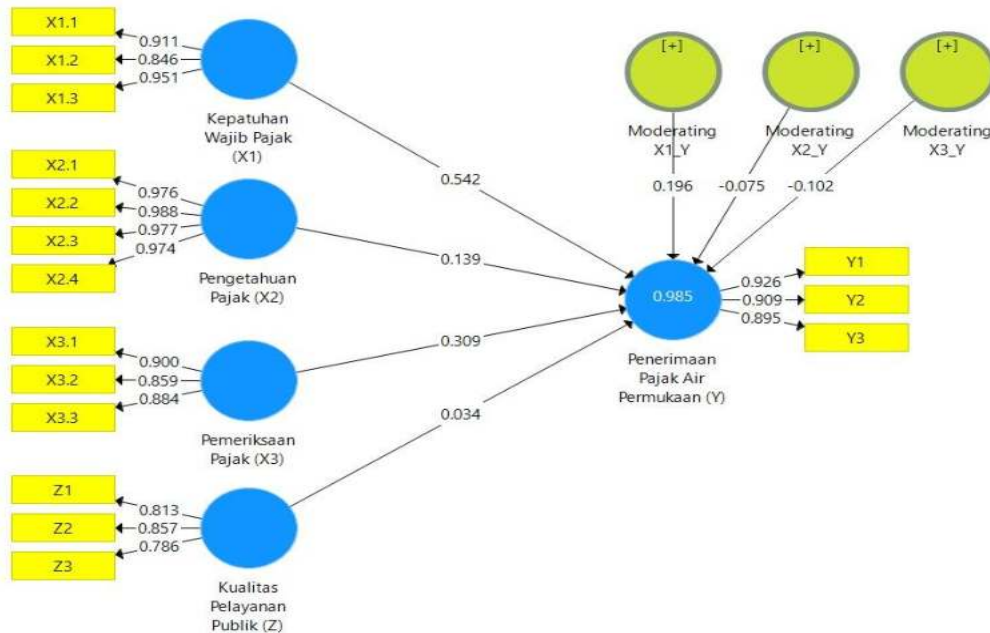 X1.1
X1.2
X1.3
0.911
0.846
0.951
Kepatuhan
Wajib Pajak
(X1)
[+]
[+]
[+]
Moderating
X1_Y
Moderating
X2_Y
Moderating
X3_Y
0.542
0.196
-0.075
-0.102
X2.1
X2.2
X2.3
X2.4
0.976
0.988
0.977
0.974
Pengetahuan
Pajak (X2)
0.139
0.985
0.926
0.909
0.895
Y1
Y2
Y3
Penerimaan
Pajak Air
Permukaan (Y)
X3.1
X3.2
X3.3
0.900
0.859
0.884
Pemeriksaan
Pajak (X3)
0.309
0.034
Z1
Z2
Z3
0.813
0.857
0.786
Kualitas
Pelayanan
Publik (Z)